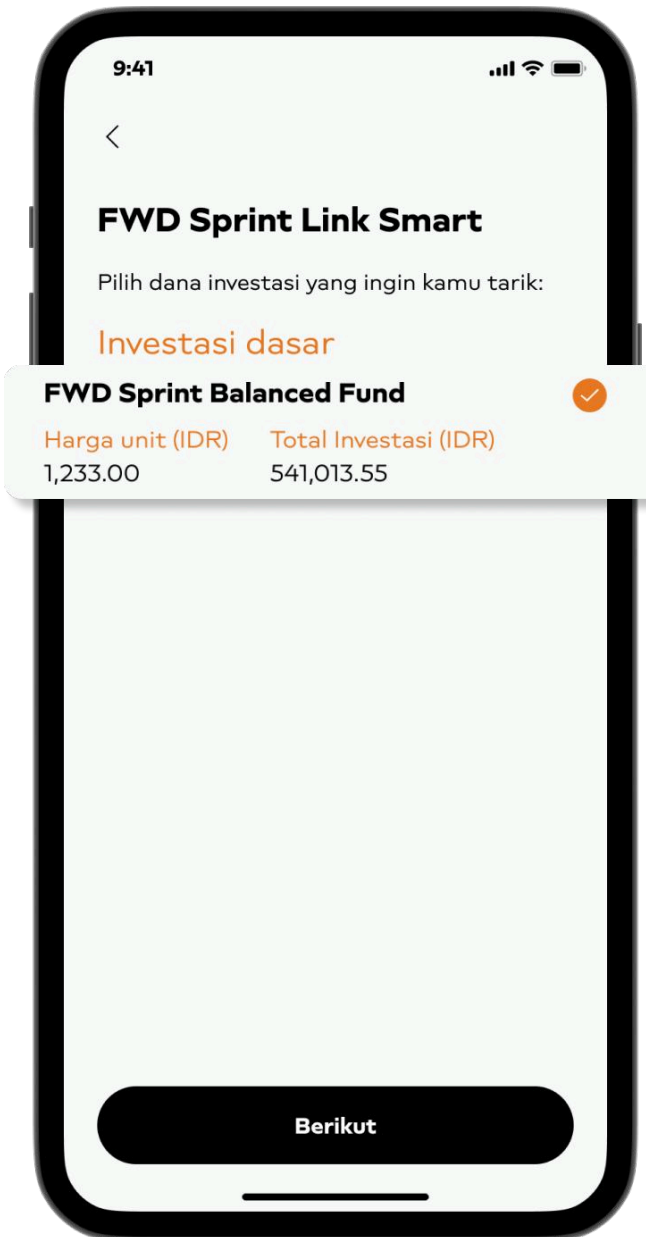 9:41
FWD Sprint Link Smart
Pilih dana investasi yang ingin kamu tarik:
Investasi dasar
FWD Sprint Balanced Fund
Harga unit (IDR) Total Investasi (IDR)
1,233.00 541,013.55
Berikut